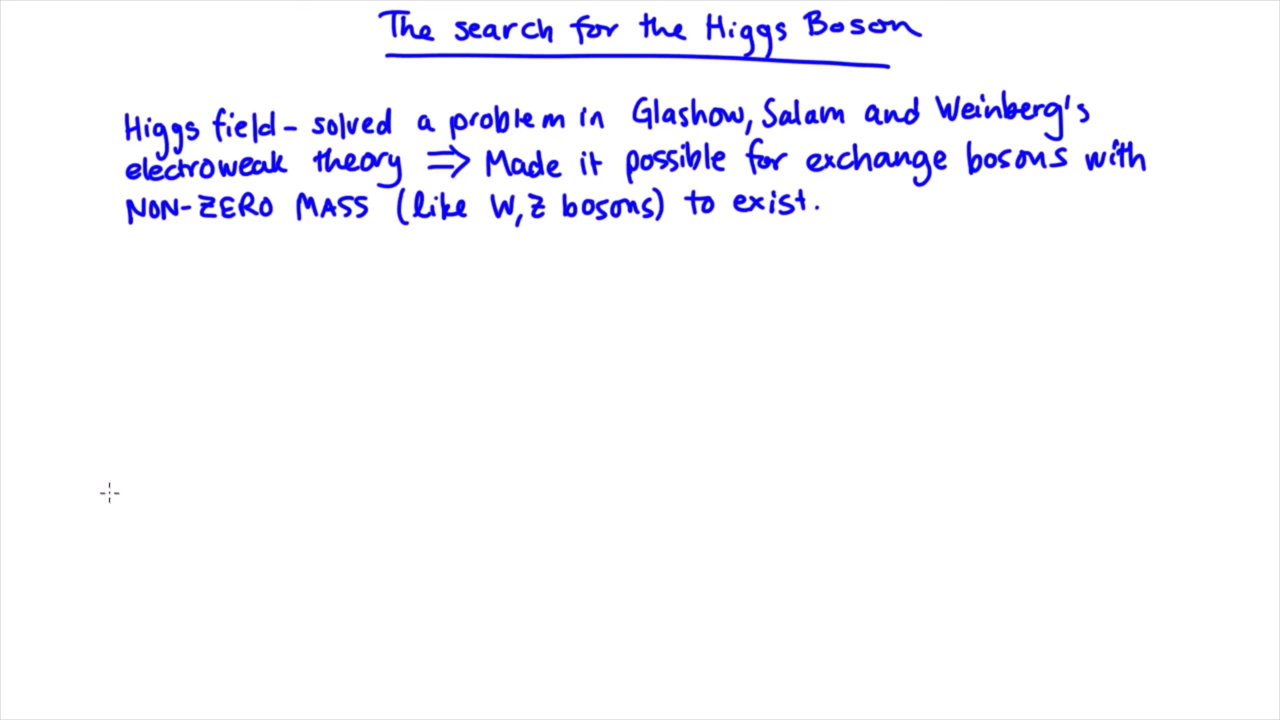 The search for the Higgs Boson
Higgs field - solved a problem in Glashow, Salam and Weinberg's
electroweak theory ⇒ Made it possible for exchange bosons with
NON-ZERO MASS (like W, Z bosons) to exist.